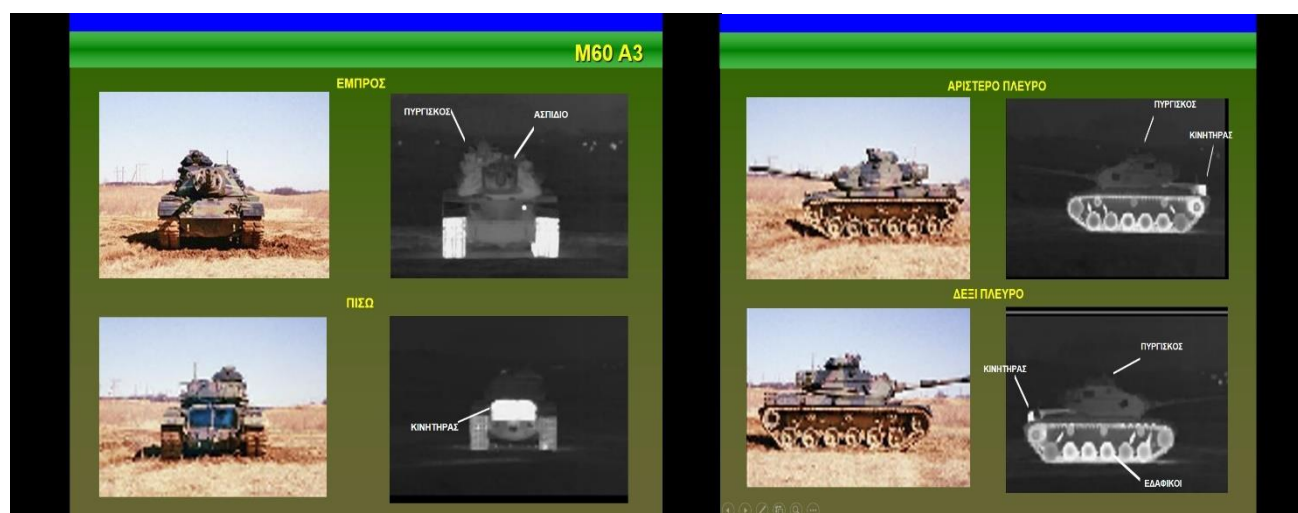 M60 A3
ΕΜΠΡΟΣ
ΠΥΡΓΙΣΚΟΣ
ΑΣΠΙΔΙΟ
ΠΙΣΩ
ΚΙΝΗΤΗΡΑΣ
ΑΡΙΣΤΕΡΟ ΠΛΕΥΡΟ
ΠΥΡΓΙΣΚΟΣ
ΚΙΝΗΤΗΡΑΣ
ΔΕΞΙ ΠΛΕΥΡΟ
ΠΥΡΓΙΣΚΟΣ
ΚΙΝΗΤΗΡΑΣ
ΕΔΑΦΙΚΟΙ